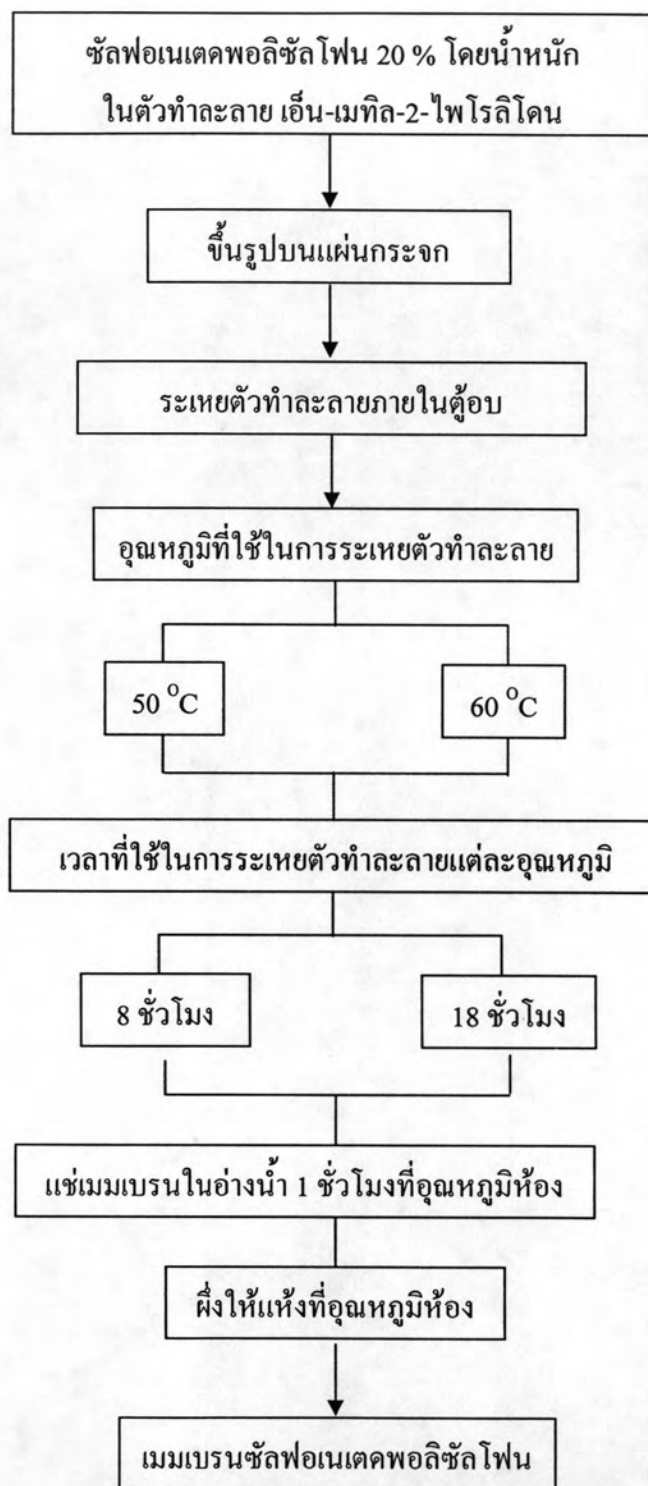 ซัลฟอเนเตดพอลิซัลโฟน 20 % โดยน้ำหนัก
ในตัวทำละลาย เอ็น-เมทิล-2-ไพโรลิโดน
ขึ้นรูปบนแผ่นกระจก
ระเหยตัวทำละลายภายในตู้อบ
อุณหภูมิที่ใช้ในการระเหยตัวทำละลาย
50 °C
60 °C
เวลาที่ใช้ในการระเหยตัวทำละลายแต่ละอุณหภูมิ
8 ชั่วโมง
18 ชั่วโมง
แช่เมมเบรนในอ่างน้ำ 1 ชั่วโมงที่อุณหภูมิห้อง
ผึ่งให้แห้งที่อุณหภูมิห้อง
เมมเบรนซัลฟอเนเตดพอลิซัลโฟน